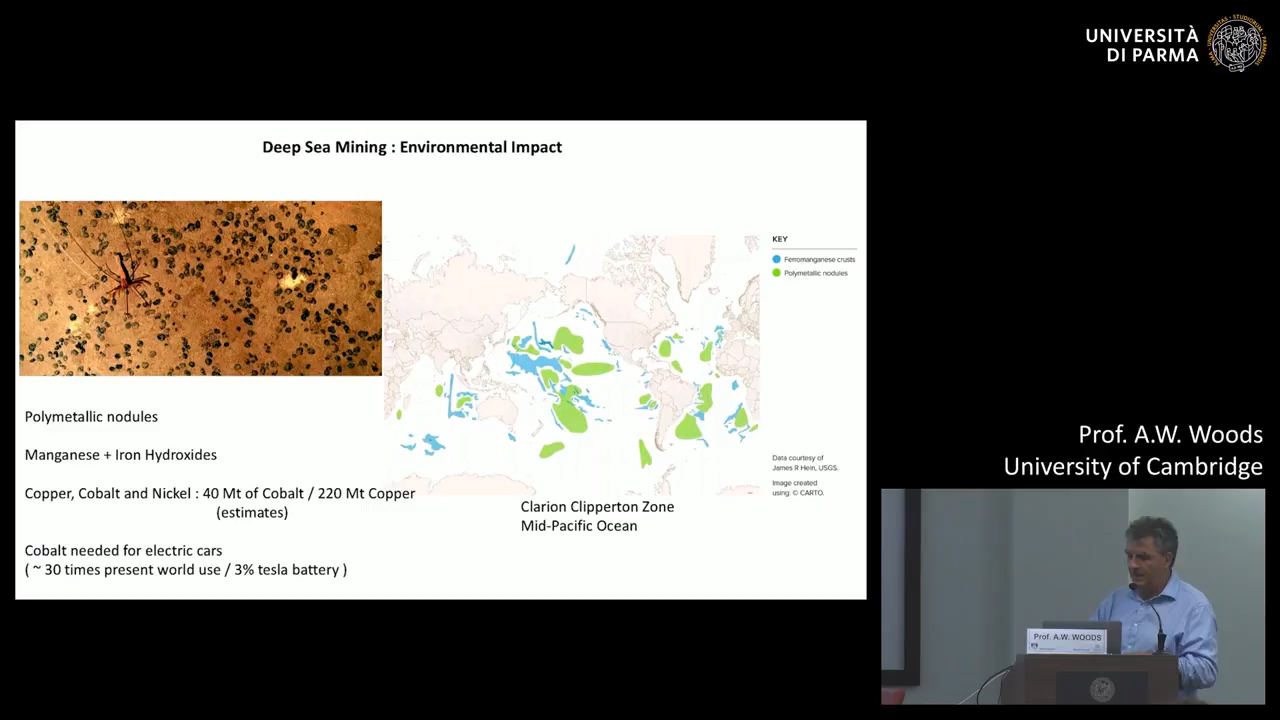 UNIVERSITÀ
DI PARMA
Deep Sea Mining : Environmental Impact
KEY
Ferromanganese crusts
Polymetallic nodules
Polymetallic nodules
Manganese + Iron Hydroxides
Copper, Cobalt and Nickel : 40 Mt of Cobalt / 220 Mt Copper
(estimates)
Cobalt needed for electric cars
( ~ 30 times present world use / 3% tesla battery )
Data courtesy of
James R Hein, USGS.
Image created
using: © CARTO.
Clarion Clipperton Zone
Mid-Pacific Ocean
Prof. A.W. Woods
University of Cambridge
Prof. A.W. WOODS